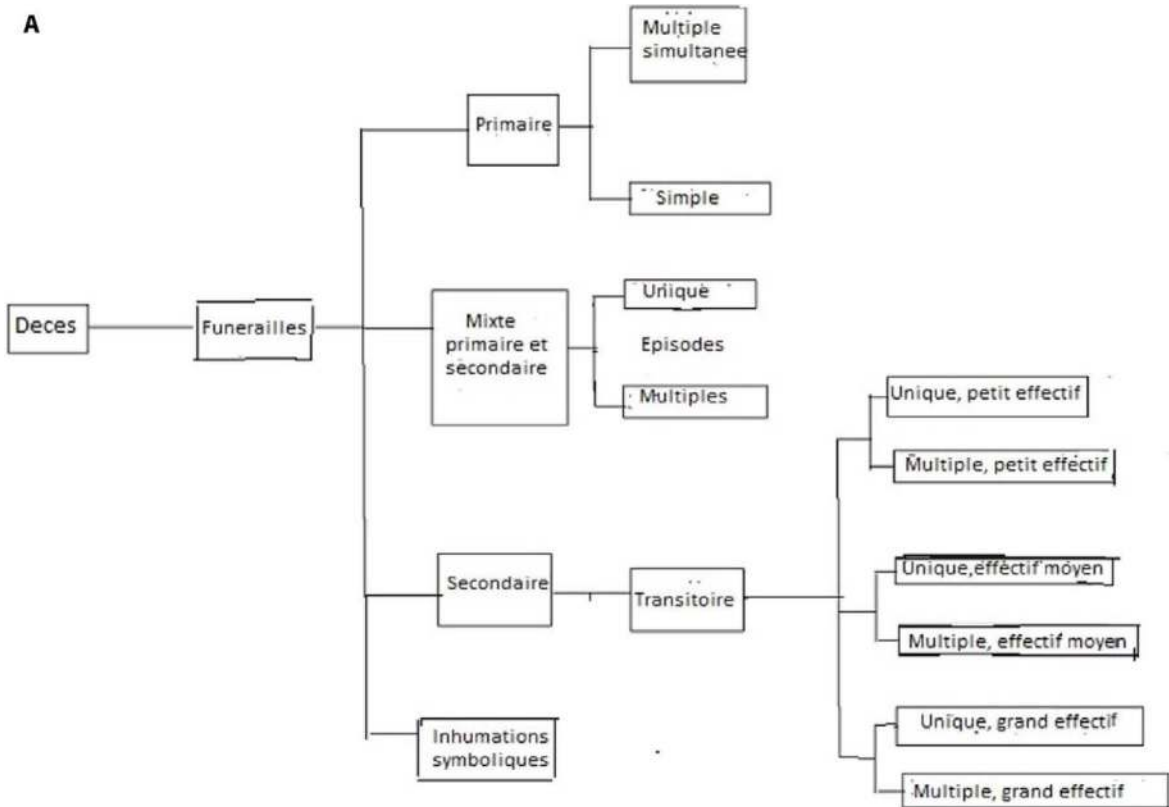 A
Multiple
simultanee
Primaire
Simple
Deces
Funerailles
Mixte
primaire et
secondaire
Unique
Episodes
Multiples
Unique, petit effectif
Multiple, petit effectif
Secondaire
Transitoire
Unique,effectif moyen
Multiple, effectif moyen
Inhumations
symboliques
Unique, grand effectif
Multiple, grand effectif